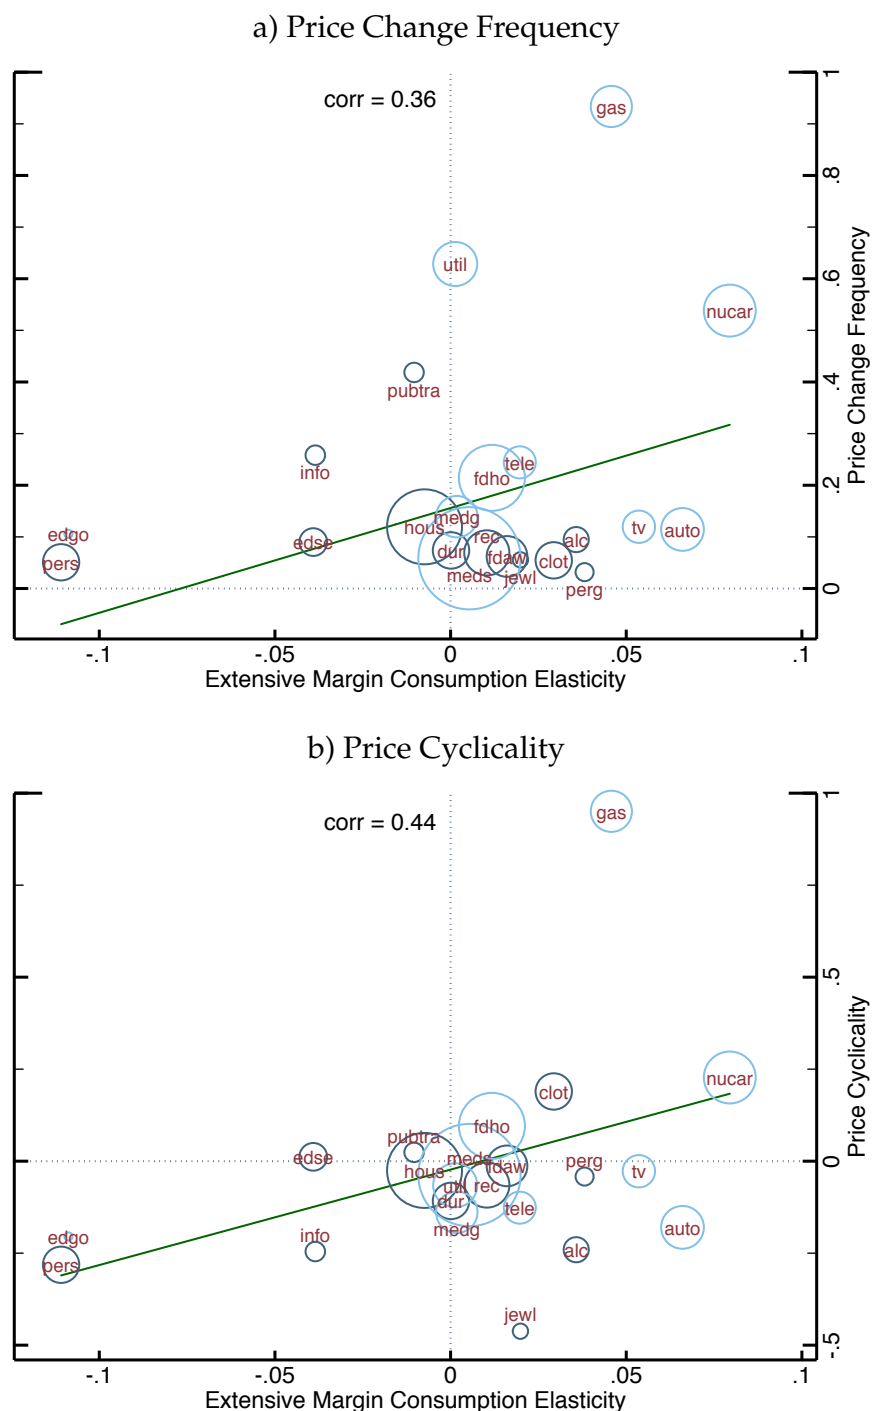 a) Price Change Frequency
corr = 0.36
gas
util
nucar
pubtra
info
tele
fdho
medg
hous
tv
auto
edgo
edse
rec
alc
dur
fdaw
clot
pers
meds
jewl
perg
1
.8
.6
.4
.2
0
Price Change Frequency
-.1
-.05
0
.05
.1
Extensive Margin Consumption Elasticity
b) Price Cyclicality
corr = 0.44
gas
nucar
clot
fdho
pubtra
edse
meds
perg
hous
fdaw
tv
util
rec
dur
tele
medg
auto
edgo
info
alc
pers
jewl
1
.5
0
-.5
Price Cyclicality
-.1
-.05
0
.05
.1
Extensive Margin Consumption Elasticity